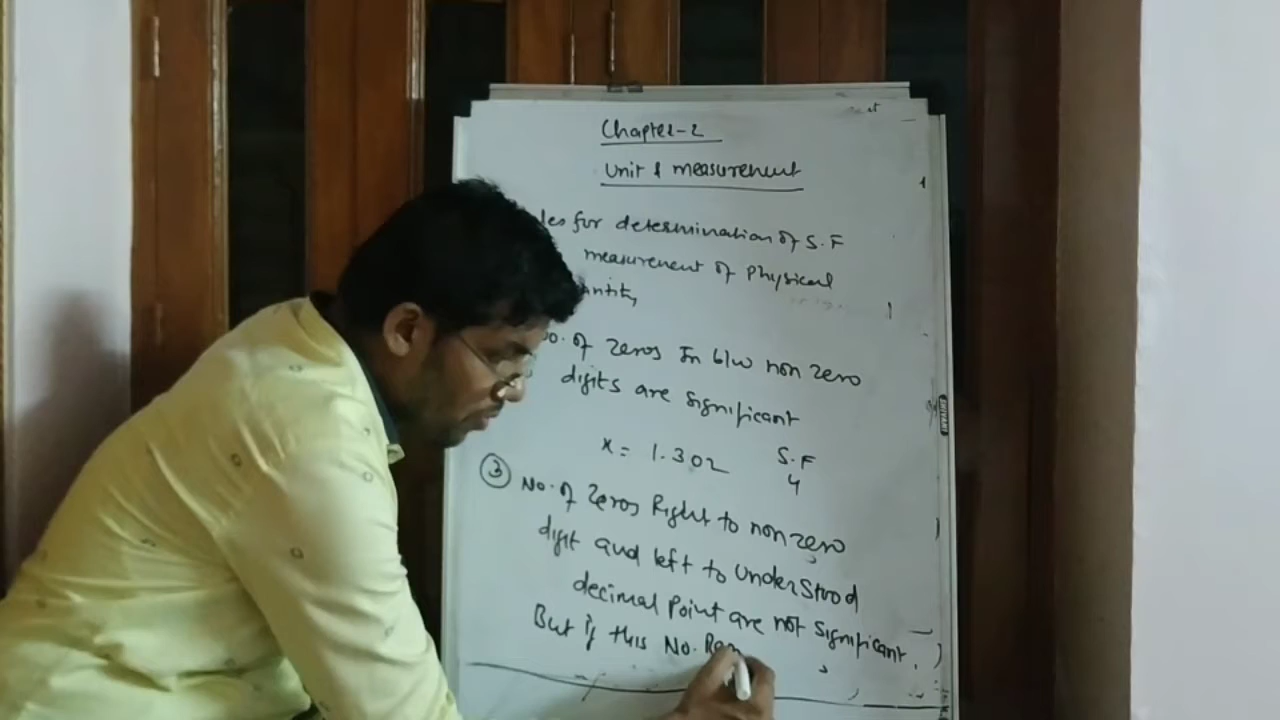 Chapter-2
Unit & measurement
les for determination of S.F
measurement of Physical
antity
o. of zeros In b/w non zero
digits are significant
x = 1.302 S.F
4
③ No. of Zeros Right to non zero
digit and left to Understood
decimal Point are not significant.
But if this No. Rep